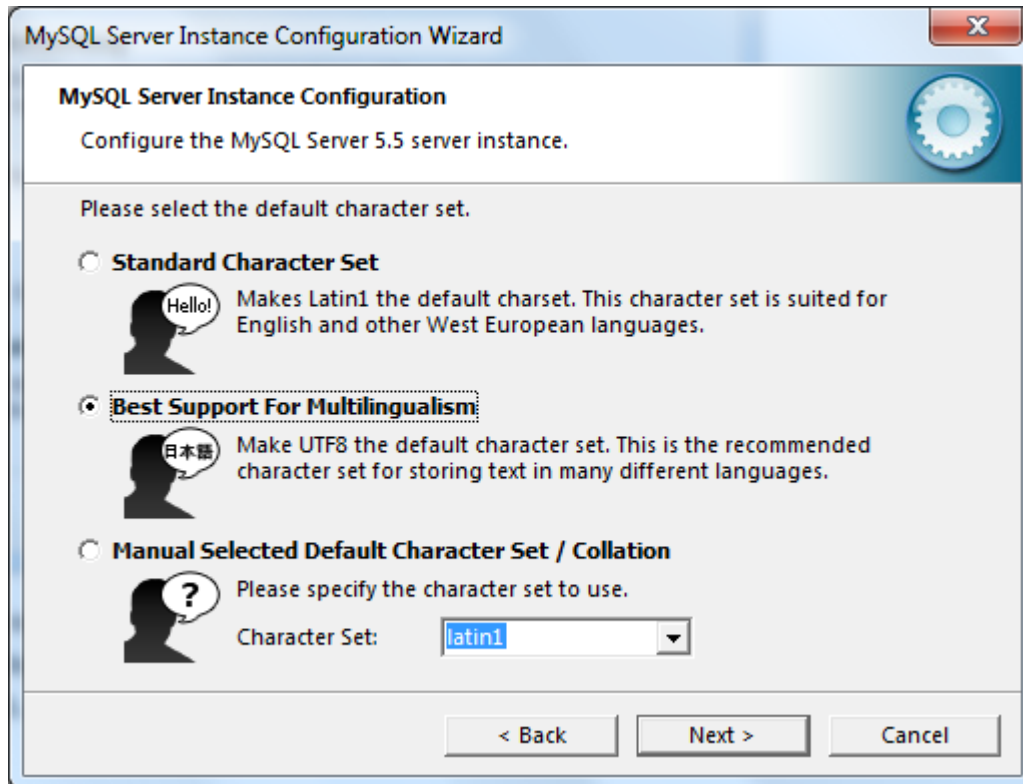 MySQL Server Instance Configuration Wizard
MySQL Server Instance Configuration
Configure the MySQL Server 5.5 server instance.
Please select the default character set.
Standard Character Set
Hello!
Makes Latin1 the default charset. This character set is suited for
English and other West European languages.
Best Support For Multilingualism
日本語
Make UTF8 the default character set. This is the recommended
character set for storing text in many different languages.
Manual Selected Default Character Set / Collation
?
Please specify the character set to use.
Character Set: latin1
< Back Next > Cancel